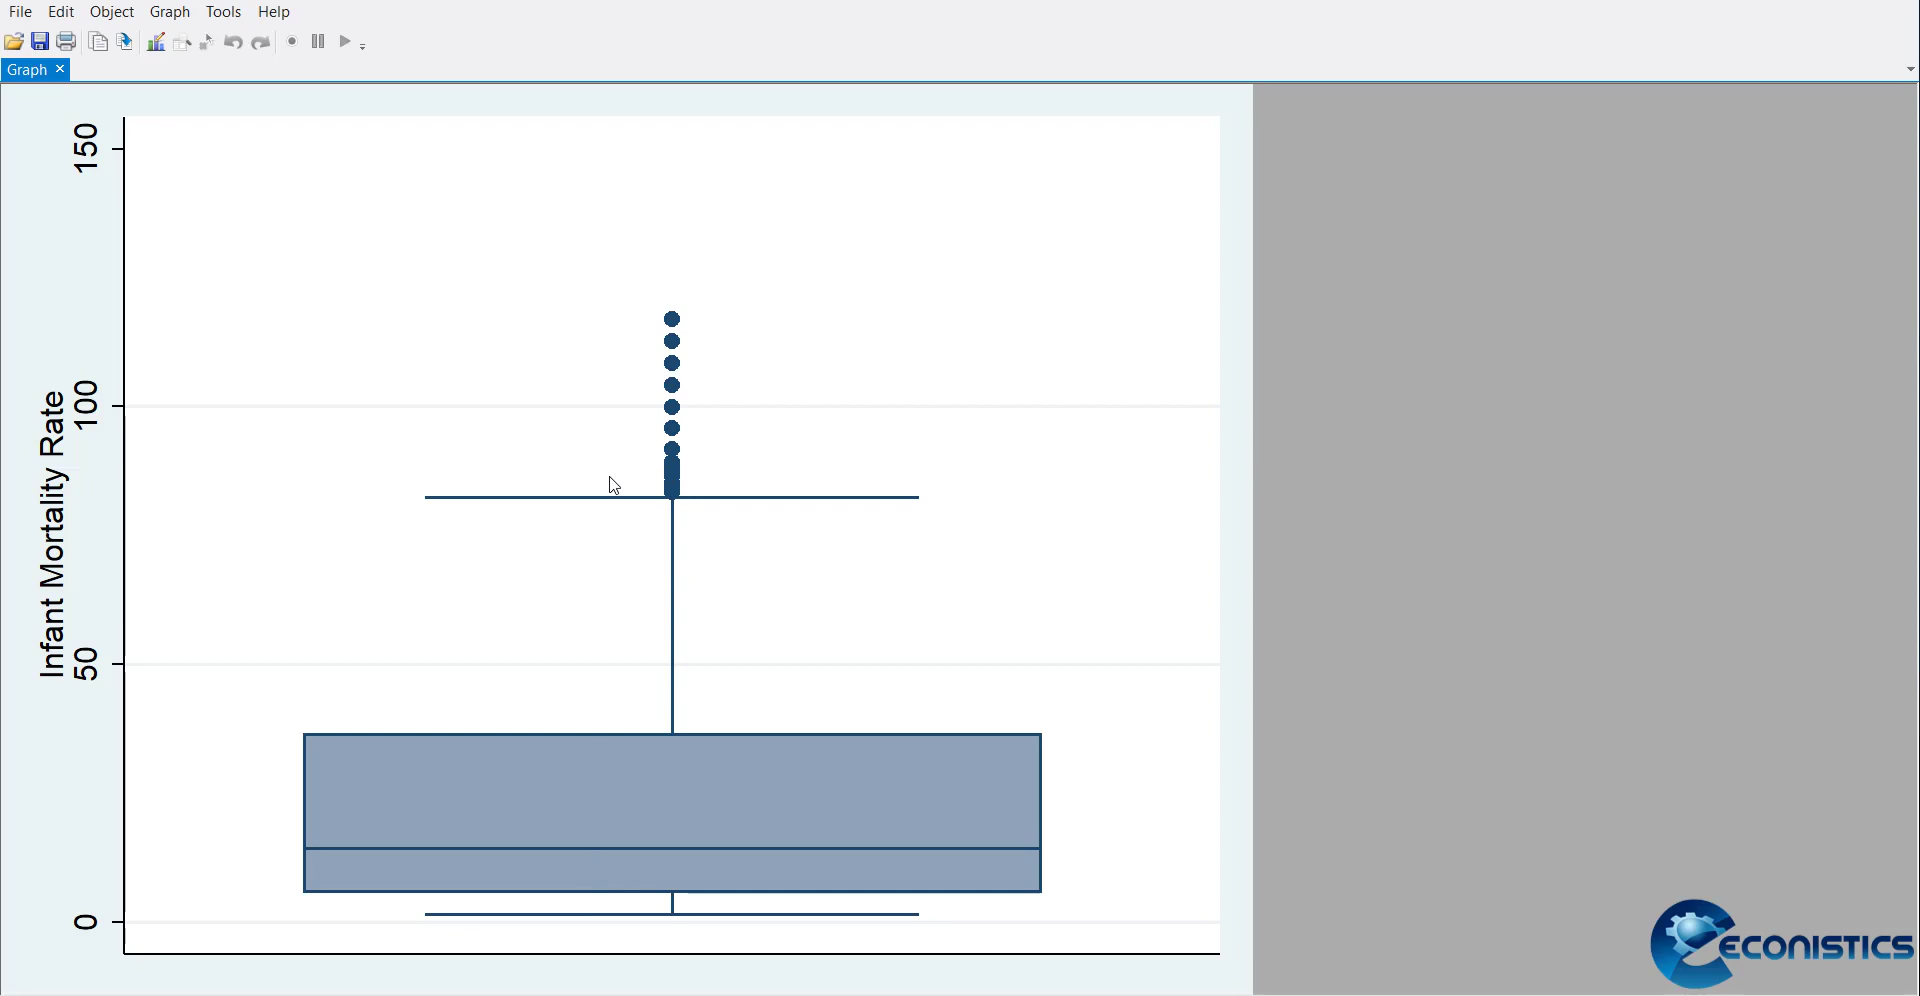 File Edit Object Graph Tools Help
Graph
150
100
50
0
Infant Mortality Rate
ECONISTICS